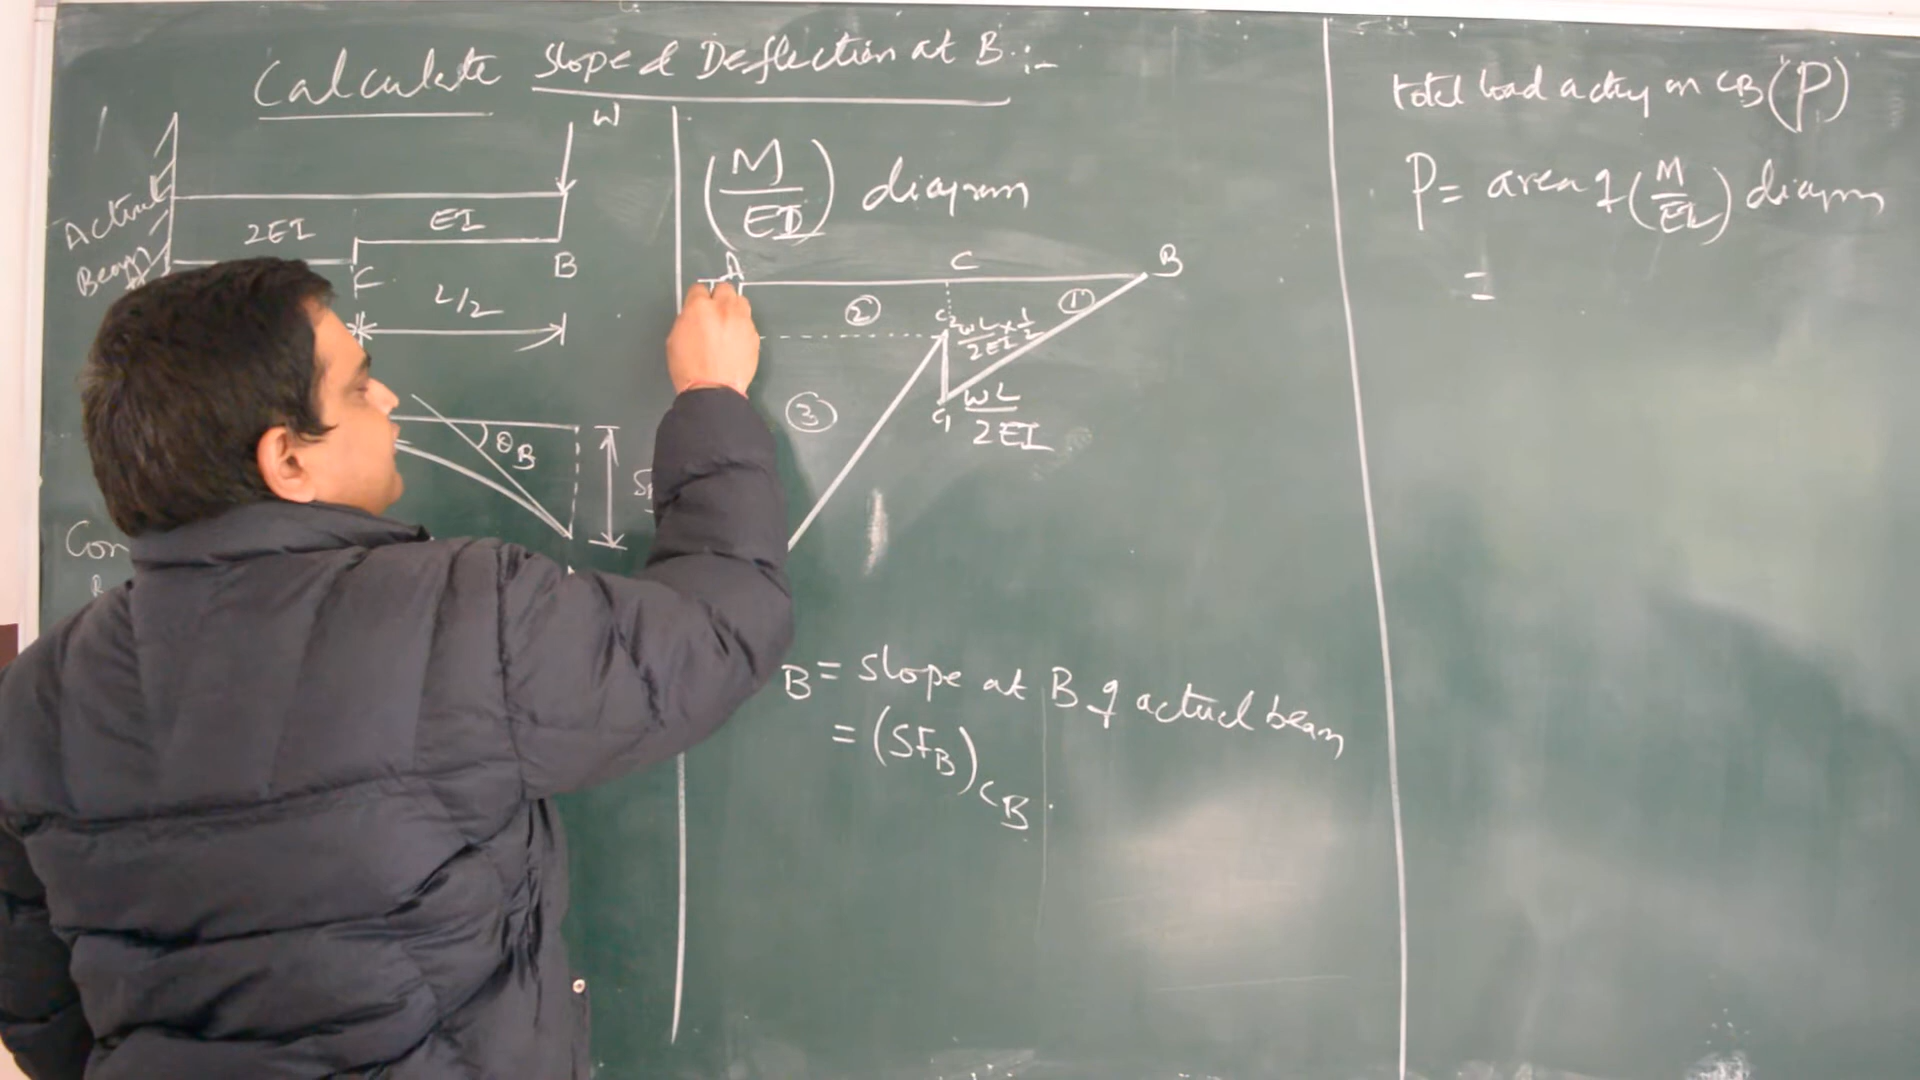 Calculate Slope & Deflection at B :-
W
Actual Beam
2EI
EI
C
B
L/2
θB
Con
(M/EI) diagram
A
C
B
②
①
C2
WL/2EI × 1/2
③
C1
WL/2EI
B = slope at B of actual beam
= (SFB)CB.
total load acting on CB (P)
P = area of (M/EI) diagram
=